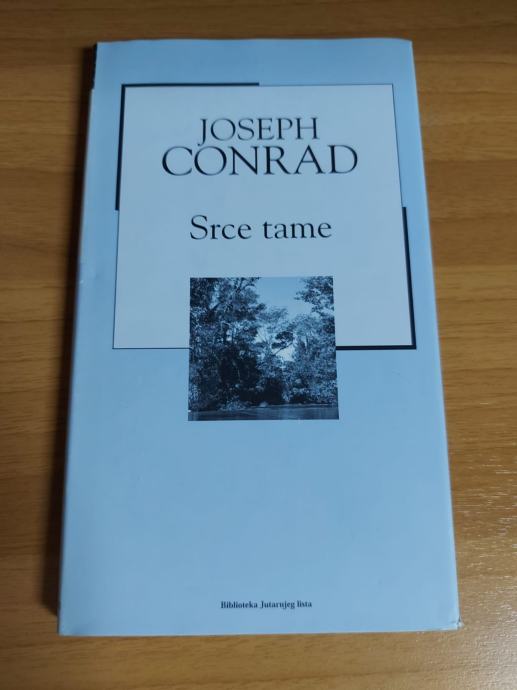 JOSEPH
CONRAD
Srce tame
Biblioteka Jutarnjeg lista